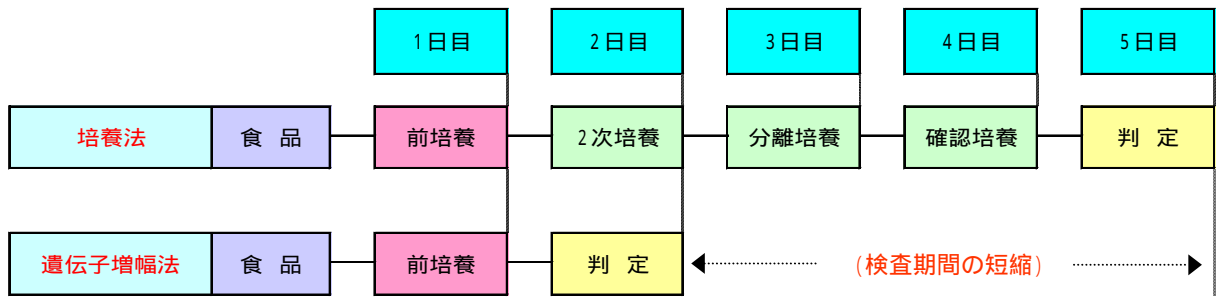 1日目 2日目 3日目 4日目 5日目
培養法 食 品 前培養 2次培養 分離培養 確認培養 判 定
遺伝子増幅法 食 品 前培養 判 定 (検査期間の短縮)